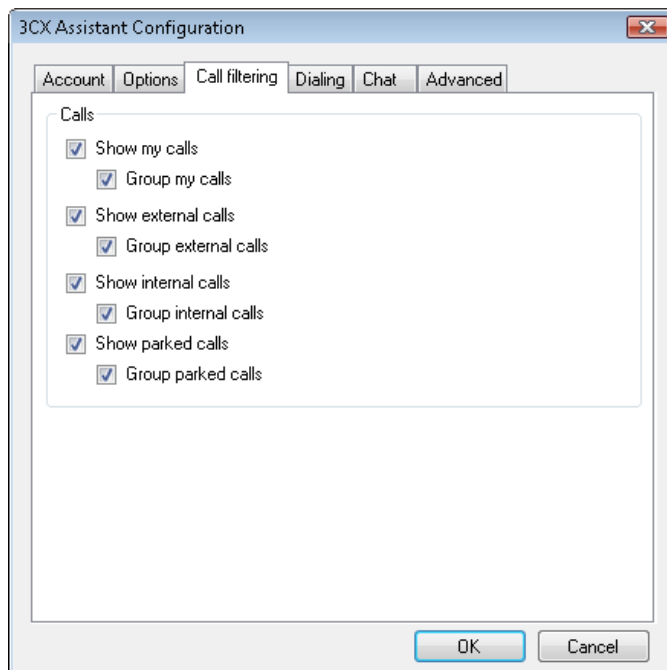 3CX Assistant Configuration
Account Options Call filtering Dialing Chat Advanced
Calls
Show my calls
Group my calls
Show external calls
Group external calls
Show internal calls
Group internal calls
Show parked calls
Group parked calls
OK Cancel